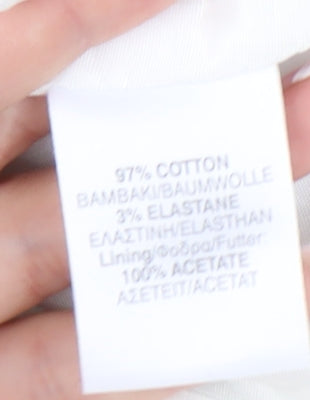 97% COTTON
ΒΑΜΒΑΚΙ/BAUMWOLLE
3% ELASTANE
ΕΛΑΣΤΙΝΗ/ELASTHAN
Lining/Φοδρα/Futter:
100% ACETATE
ΑΣΕΤΕΙΤ/ACETAT